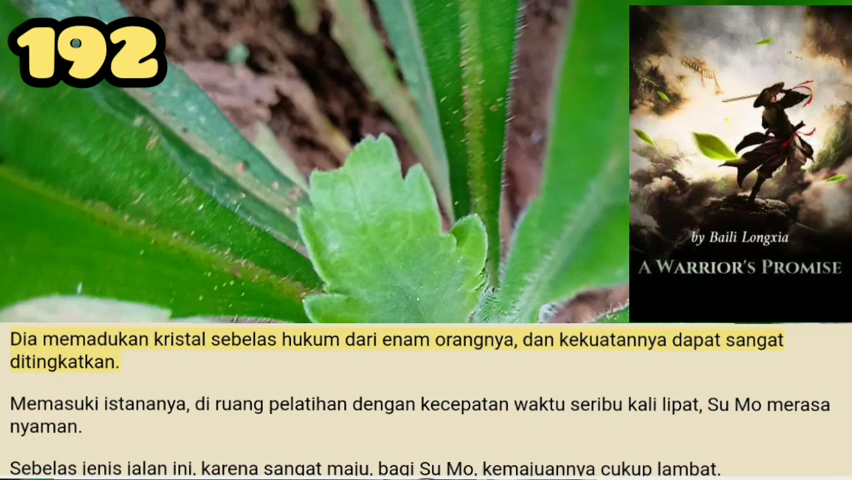 192
by Baili Longxia
A WARRIOR'S PROMISE
Dia memadukan kristal sebelas hukum dari enam orangnya, dan kekuatannya dapat sangat
ditingkatkan.
Memasuki istananya, di ruang pelatihan dengan kecepatan waktu seribu kali lipat, Su Mo merasa
nyaman.
Sebelas jenis jalan ini, karena sangat maju, bagi Su Mo, kemajuannya cukup lambat.